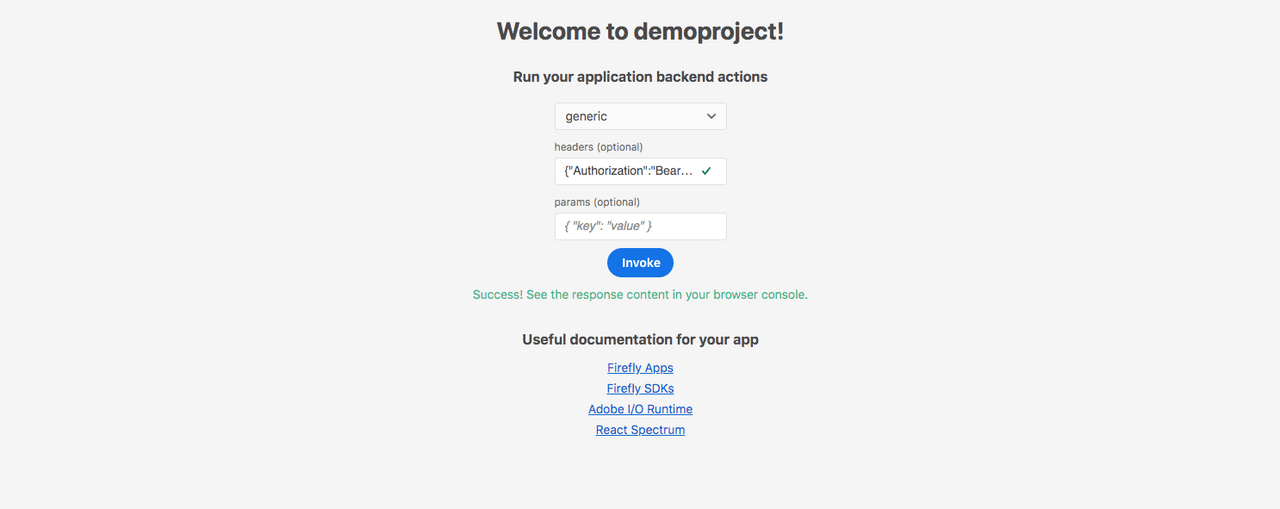 Welcome to demoproject!
Run your application backend actions
generic
headers (optional)
{"Authorization":"Bear...
params (optional)
{ "key": "value" }
Invoke
Success! See the response content in your browser console.
Useful documentation for your app
Firefly Apps
Firefly SDKs
Adobe I/O Runtime
React Spectrum